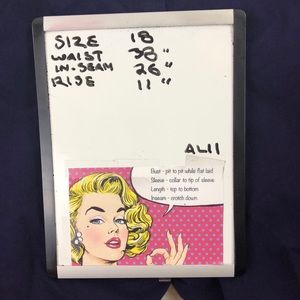 SIZE 18
WAIST 38"
IN-SEAM 26"
RISE 11"
AL11
Bust - pit to pit while flat laid
Sleeve - collar to tip of sleeve
Length - top to bottom
Inseam - crotch down